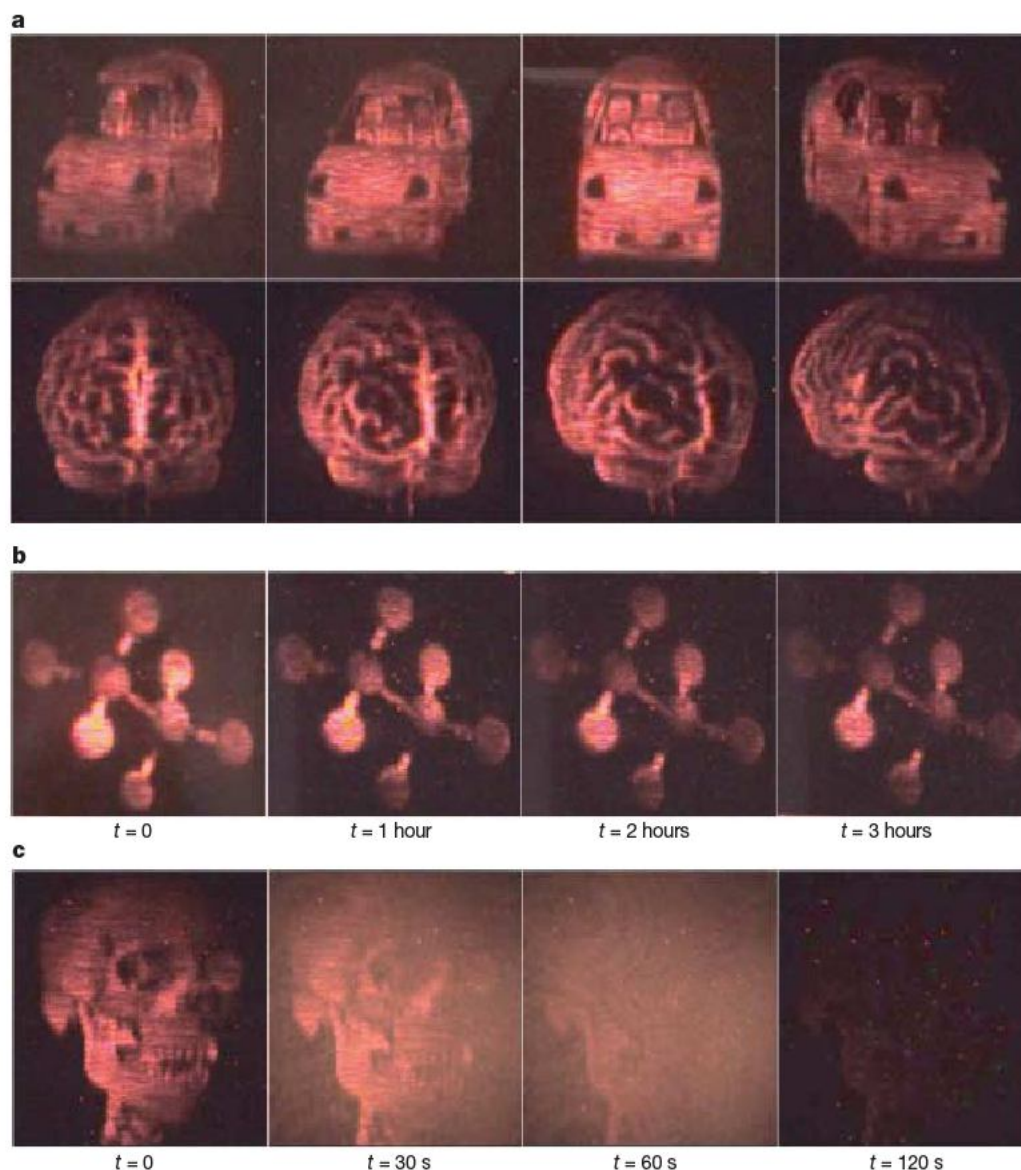 a
b
t = 0 t = 1 hour t = 2 hours t = 3 hours
c
t = 0 t = 30 s t = 60 s t = 120 s